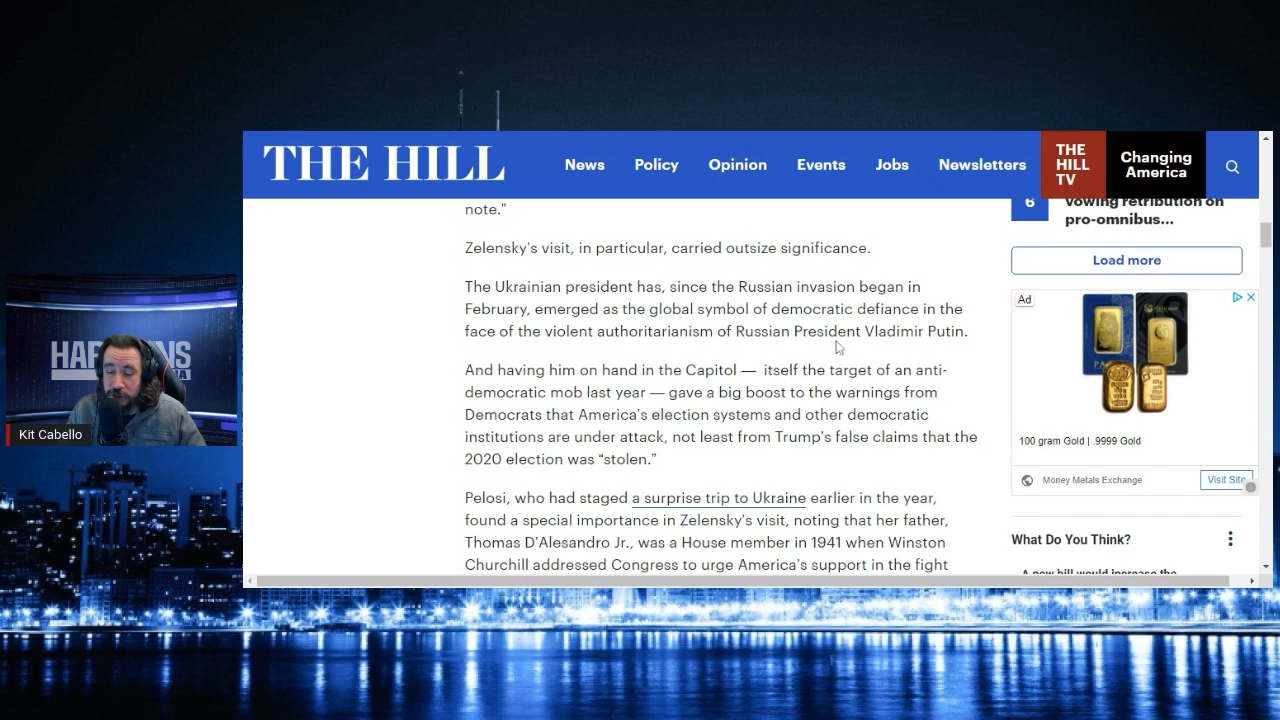 THE HILL
News
Policy
Opinion
Events
Jobs
Newsletters
THE
HILL
TV
Changing
America
note.”
Zelensky’s visit, in particular, carried outsize significance.
The Ukrainian president has, since the Russian invasion began in
February, emerged as the global symbol of democratic defiance in the
face of the violent authoritarianism of Russian President Vladimir Putin.
And having him on hand in the Capitol — itself the target of an anti-
democratic mob last year — gave a big boost to the warnings from
Democrats that America’s election systems and other democratic
institutions are under attack, not least from Trump’s false claims that the
2020 election was “stolen.”
Pelosi, who had staged a surprise trip to Ukraine earlier in the year,
found a special importance in Zelensky’s visit, noting that her father,
Thomas D’Alesandro Jr., was a House member in 1941 when Winston
Churchill addressed Congress to urge America’s support in the fight
6
vowing retribution on
pro-omnibus...
Load more
Ad
100 gram Gold | .9999 Gold
Money Metals Exchange
Visit Site
What Do You Think?
A new bill would increase the
Kit Cabello